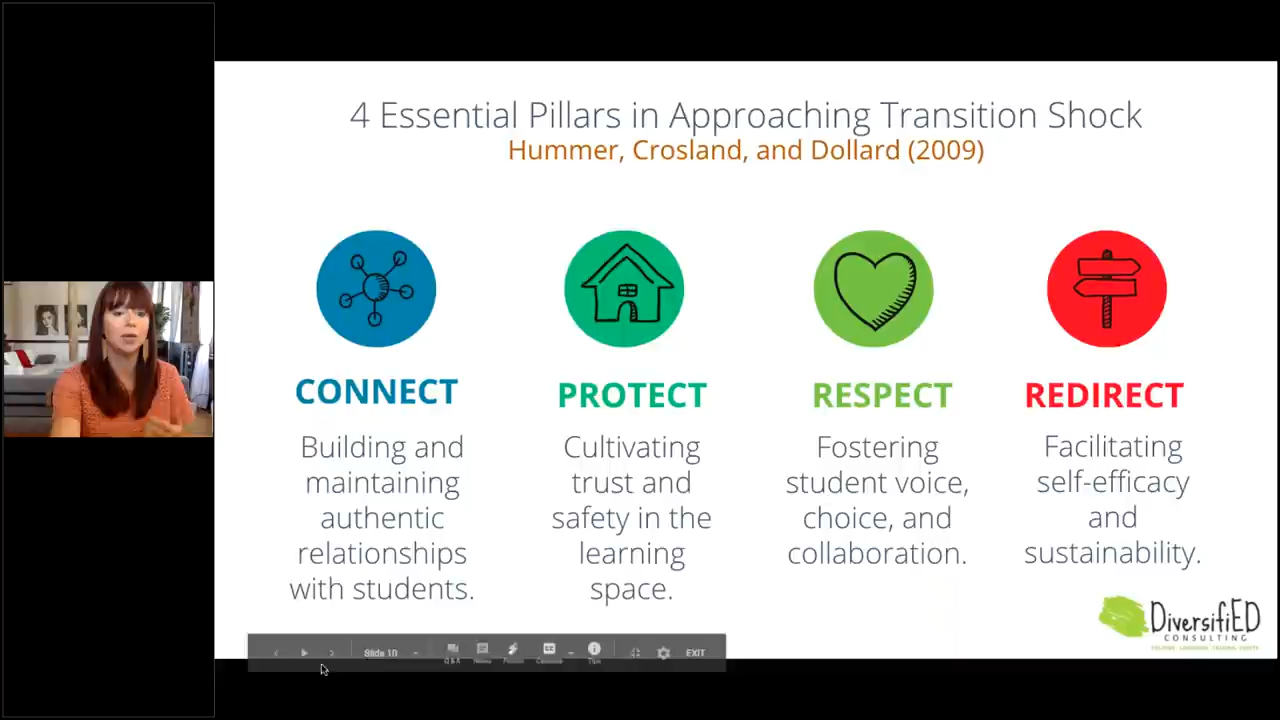 4 Essential Pillars in Approaching Transition Shock
Hummer, Crosland, and Dollard (2009)
CONNECT
Building and
maintaining
authentic
relationships
with students.
PROTECT
Cultivating
trust and
safety in the
learning
space.
RESPECT
Fostering
student voice,
choice, and
collaboration.
REDIRECT
Facilitating
self-efficacy
and
sustainability.
DiversifiED
CONSULTING
Slide 10
Q&A
Notes
EXIT